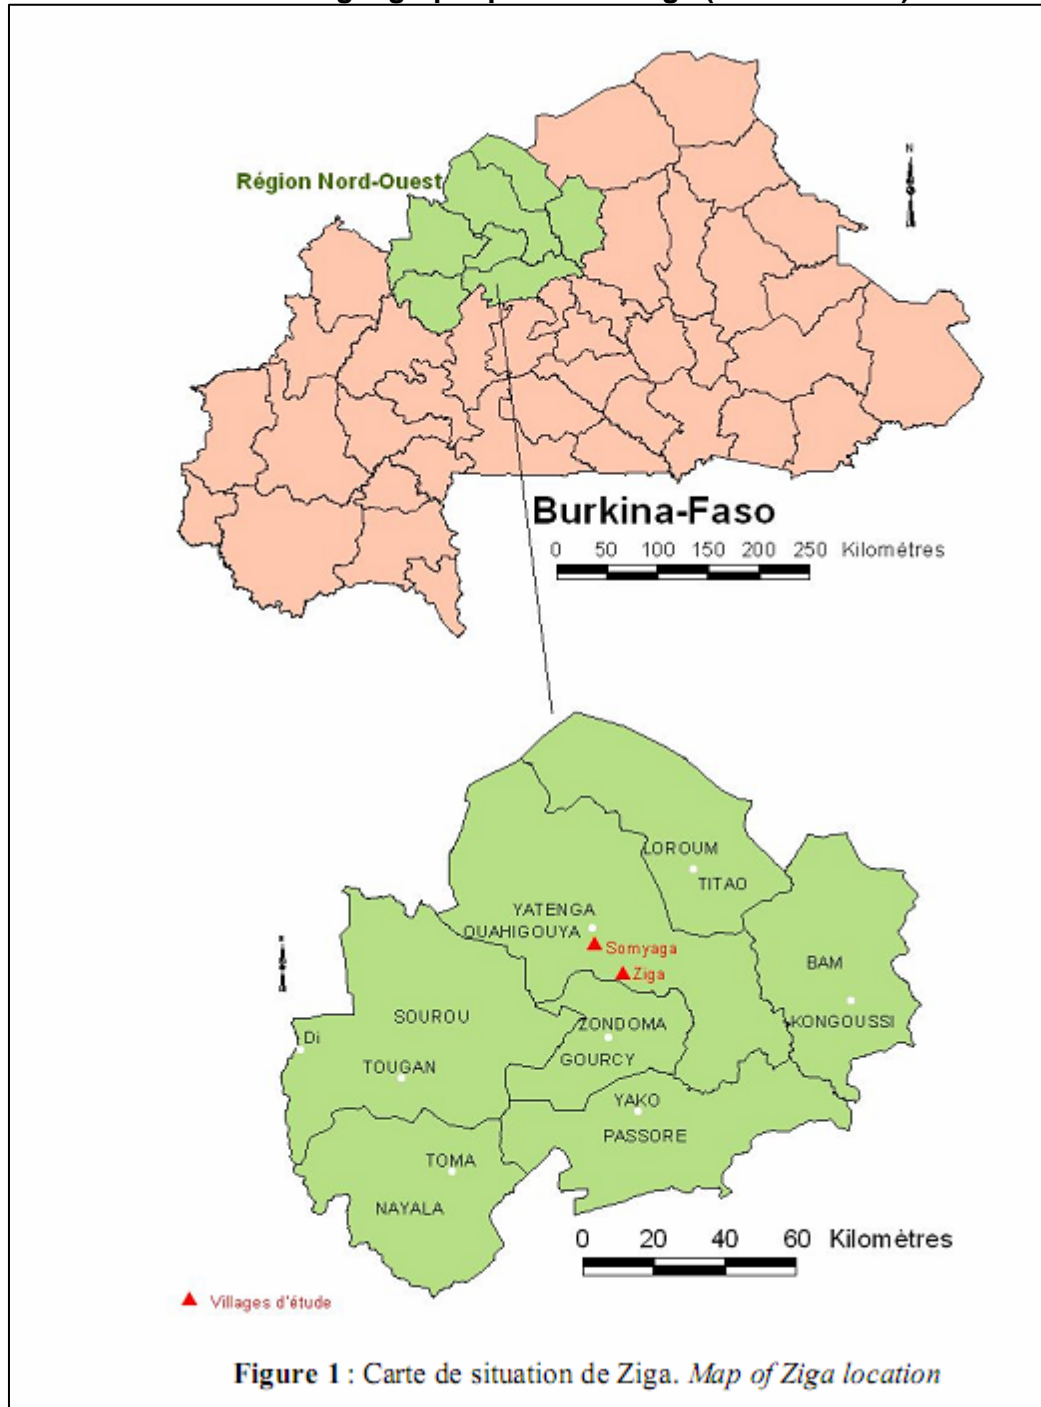 N
Région Nord-Ouest
Burkina-Faso
0 50 100 150 200 250 Kilométres
LOROUM
TITAO
YATENGA
OUAHIGOUYA
Somyaga
Ziga
BAM
KONGOUSSI
SOUROU
Di
TOUGAN
ZONDOMA
GOURCY
YAKO
PASSORE
TOMA
NAYALA
0 20 40 60 Kilomètres
Villages d'étude
Figure 1 : Carte de situation de Ziga. Map of Ziga location